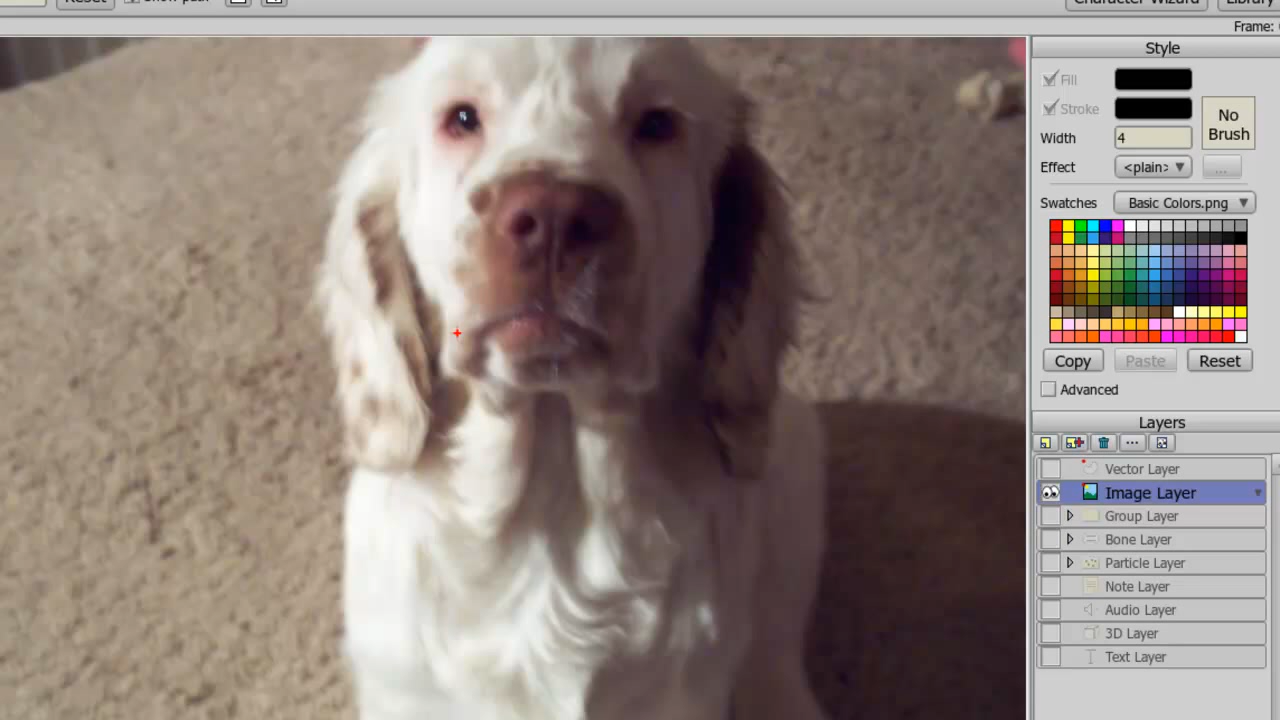 Reset Show path Character Wizard Library
Frame:
Style
Fill
Stroke
No
Brush
Width 4
Effect <plain> ...
Swatches Basic Colors.png
Copy Paste Reset
Advanced
Layers
Vector Layer
Image Layer
Group Layer
Bone Layer
Particle Layer
Note Layer
Audio Layer
3D Layer
Text Layer